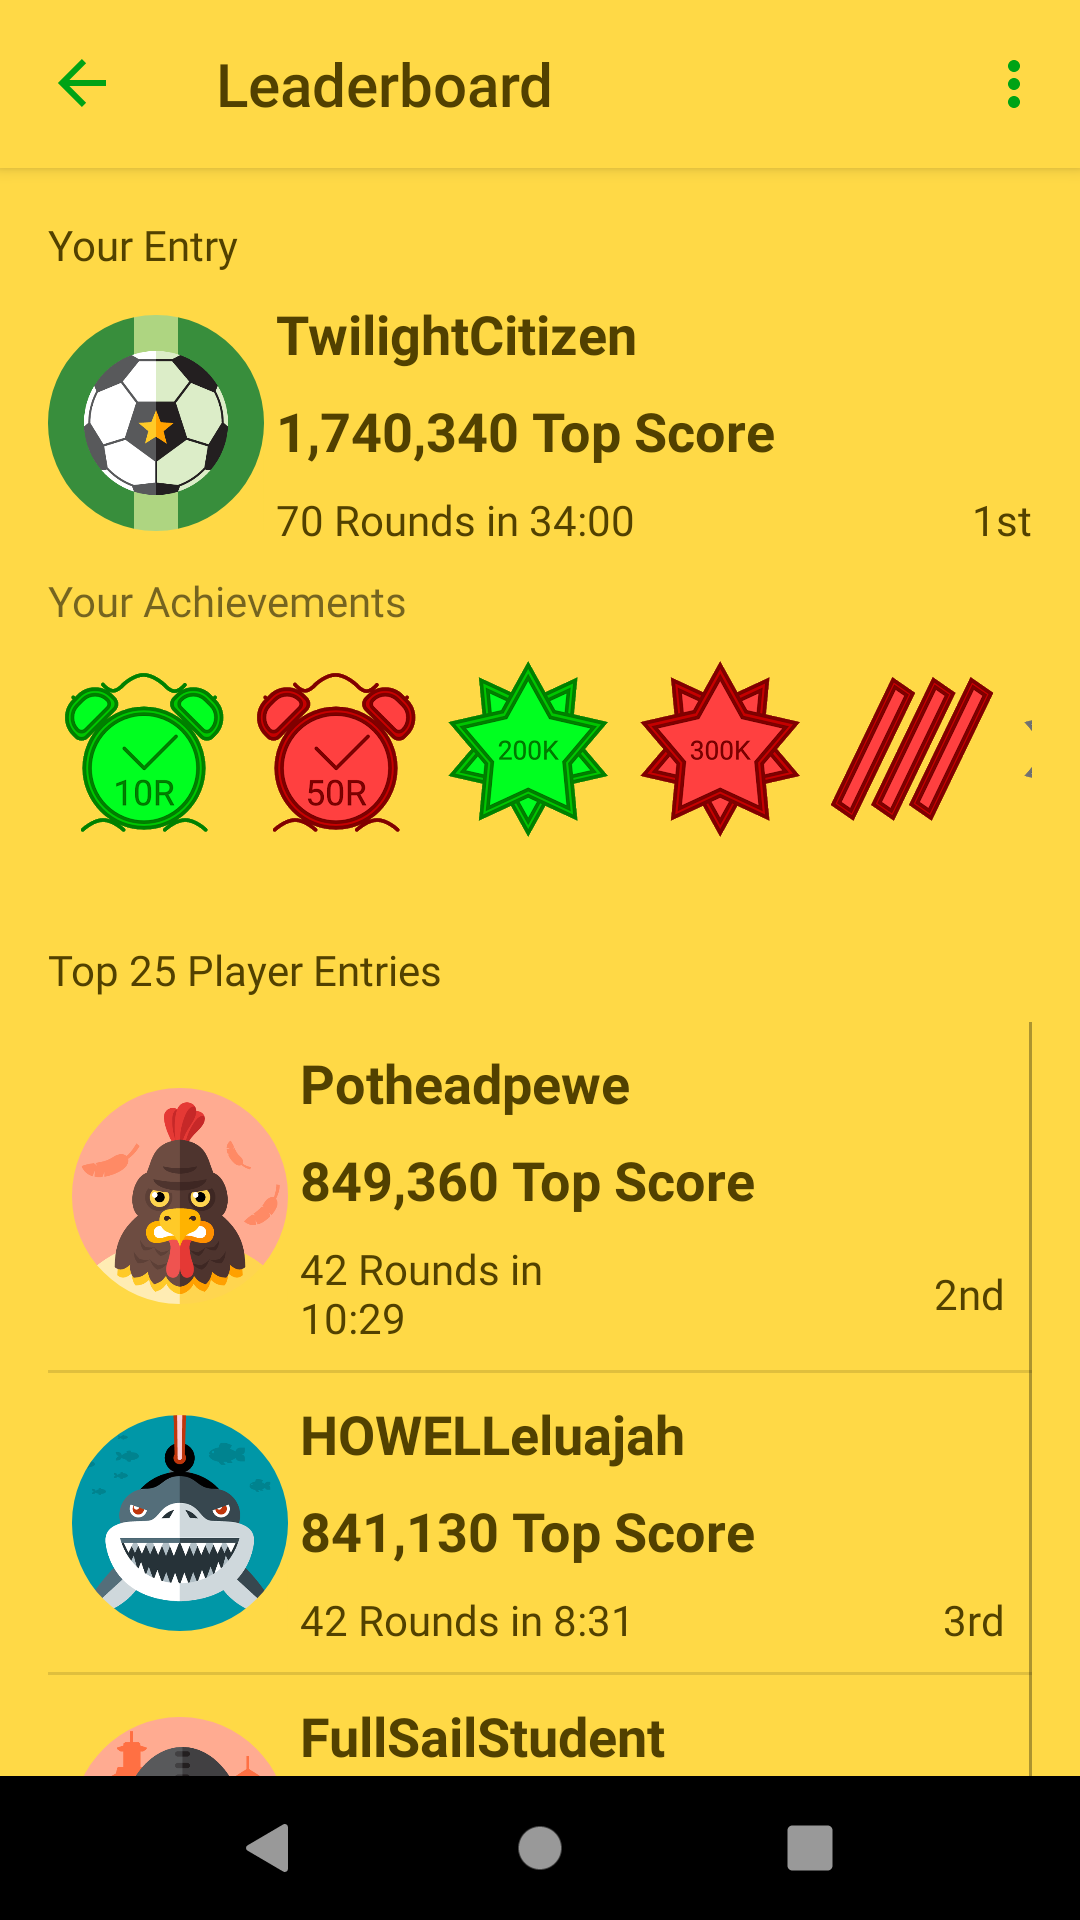 Leaderboard
Your Entry
TwilightCitizen
1,740,340 Top Score
70 Rounds in 34:00
1st
Your Achievements
10R
50R
200K
300K
Top 25 Player Entries
Potheadpewe
849,360 Top Score
42 Rounds in
10:29
2nd
HOWELLeluajah
841,130 Top Score
42 Rounds in 8:31
3rd
FullSailStudent